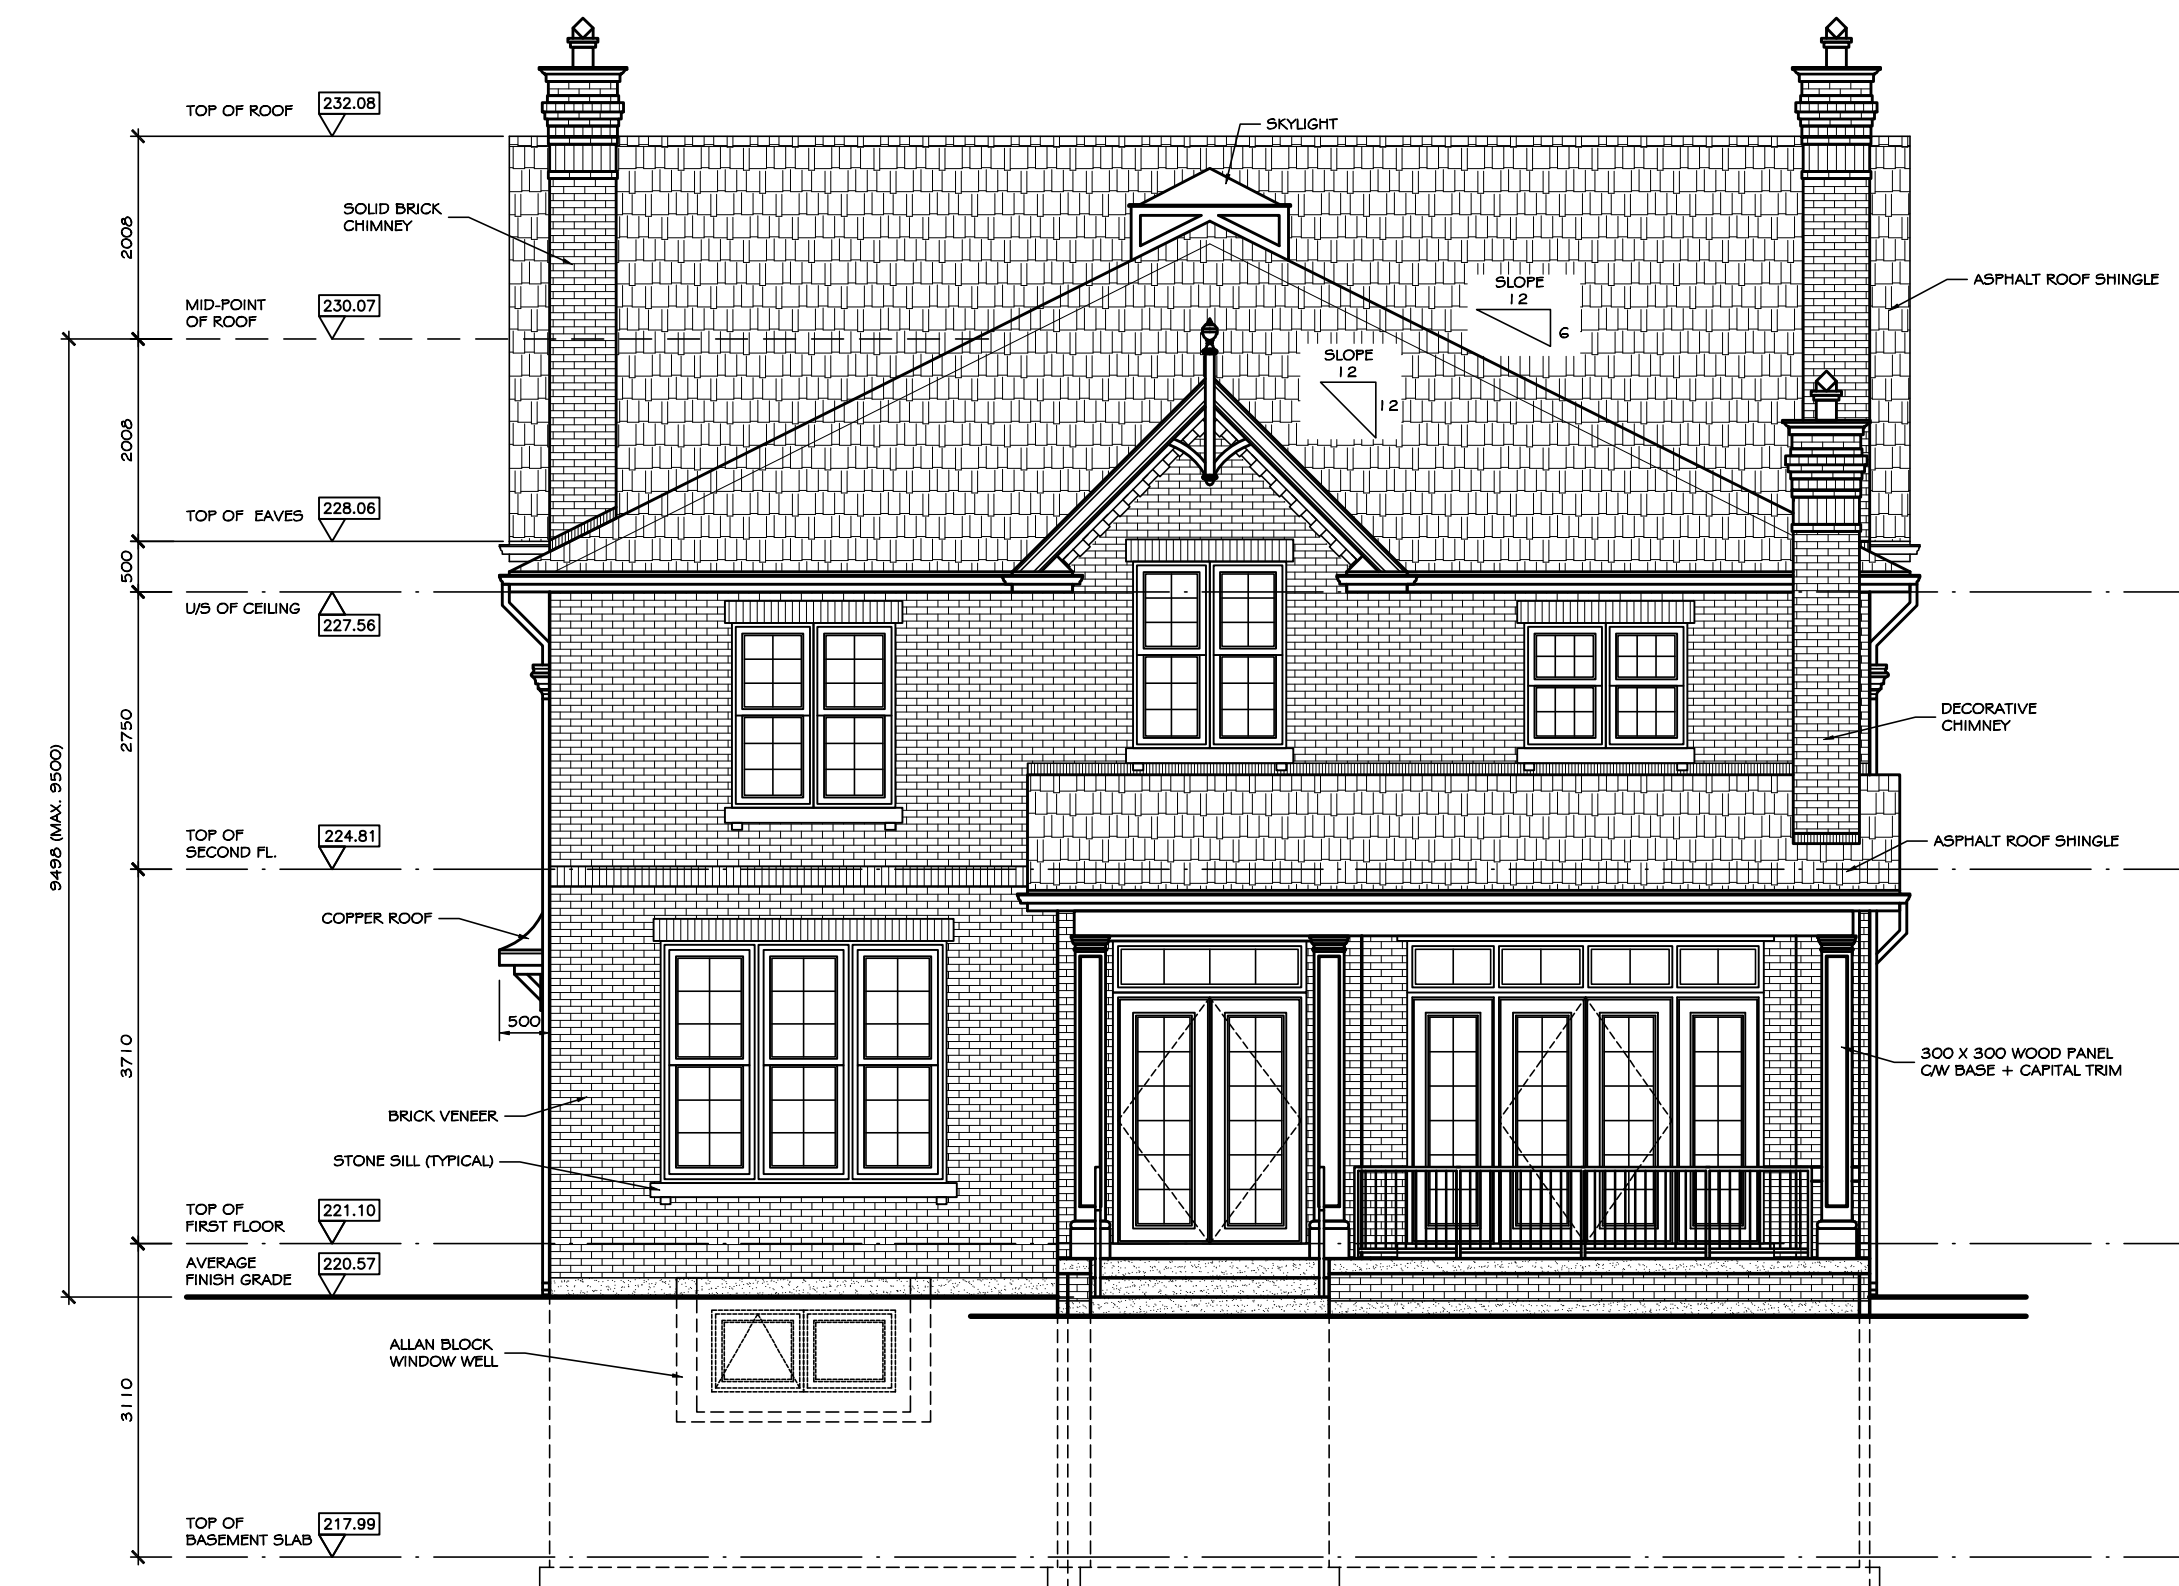 TOP OF ROOF 232.08
SKYLIGHT
SOLID BRICK
CHIMNEY
2008
SLOPE
12
6
ASPHALT ROOF SHINGLE
MID-POINT
OF ROOF
230.07
SLOPE
12
12
2008
TOP OF EAVES 228.06
500
U/S OF CEILING
227.56
DECORATIVE
CHIMNEY
2750
9498 (MAX. 9500)
TOP OF
SECOND FL.
224.81
ASPHALT ROOF SHINGLE
COPPER ROOF
500
3710
300 X 300 WOOD PANEL
C/W BASE + CAPITAL TRIM
BRICK VENEER
STONE SILL (TYPICAL)
TOP OF
FIRST FLOOR
221.10
AVERAGE
FINISH GRADE
220.57
ALLAN BLOCK
WINDOW WELL
3110
TOP OF
BASEMENT SLAB
217.99